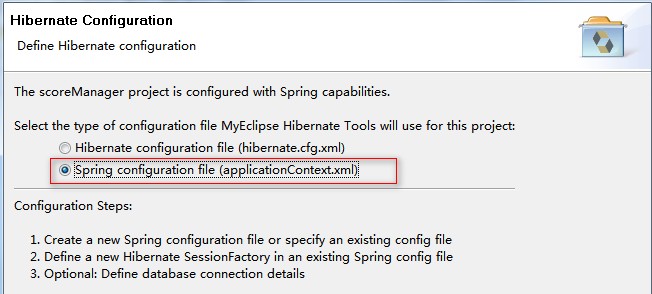 Hibernate Configuration
Define Hibernate configuration
The scoreManager project is configured with Spring capabilities.
Select the type of configuration file MyEclipse Hibernate Tools will use for this project:
Hibernate configuration file (hibernate.cfg.xml)
Spring configuration file (applicationContext.xml)
Configuration Steps:
1. Create a new Spring configuration file or specify an existing config file
2. Define a new Hibernate SessionFactory in an existing Spring config file
3. Optional: Define database connection details